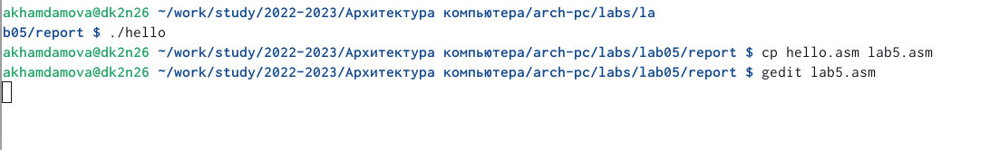 akhamdamova@dk2n26 ~/work/study/2022-2023/Архитектура компьютера/arch-pc/labs/la
b05/report $ ./hello
akhamdamova@dk2n26 ~/work/study/2022-2023/Архитектура компьютера/arch-pc/labs/lab05/report $ cp hello.asm lab5.asm
akhamdamova@dk2n26 ~/work/study/2022-2023/Архитектура компьютера/arch-pc/labs/lab05/report $ gedit lab5.asm